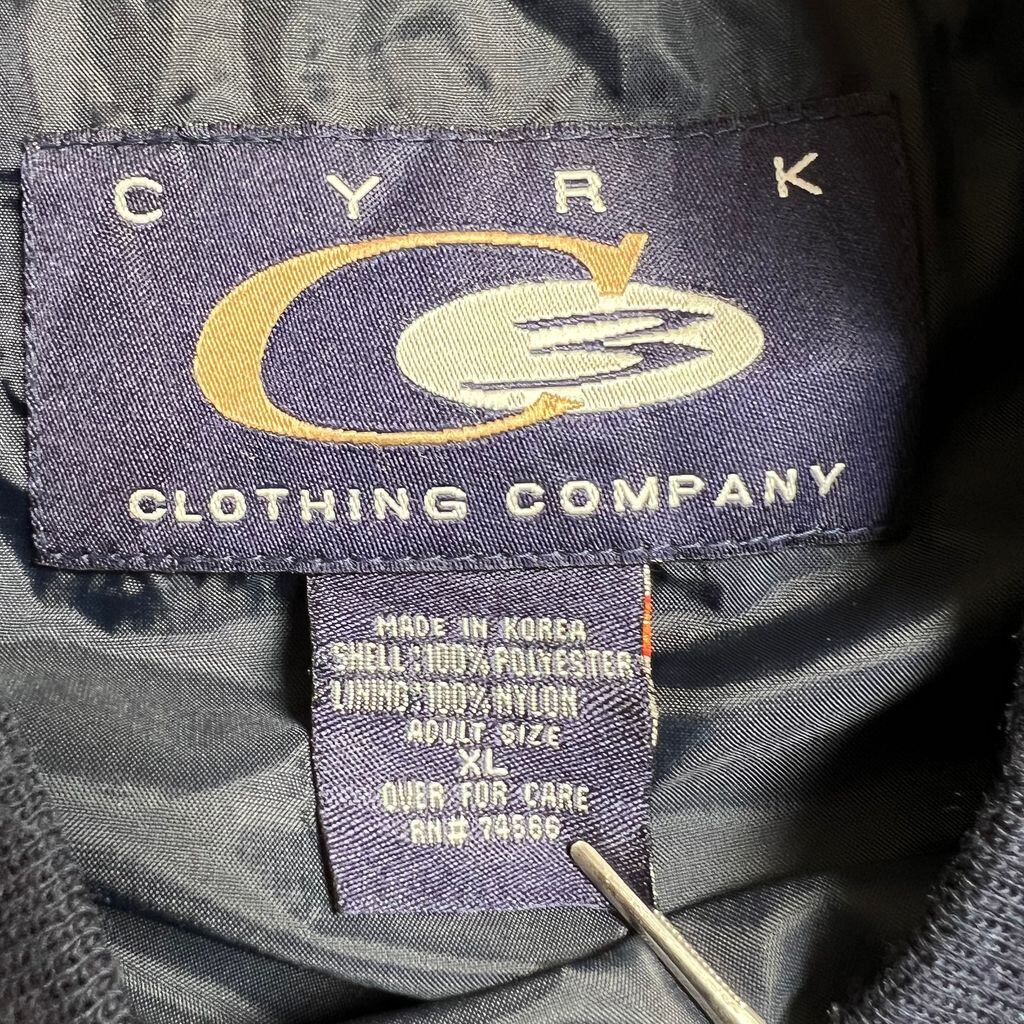 CYRK
CLOTHING COMPANY
MADE IN KOREA
SHELL:100% POLYESTER
LINING:100% NYLON
ADULT SIZE
XL
OVER FOR CARE
RN# 74566